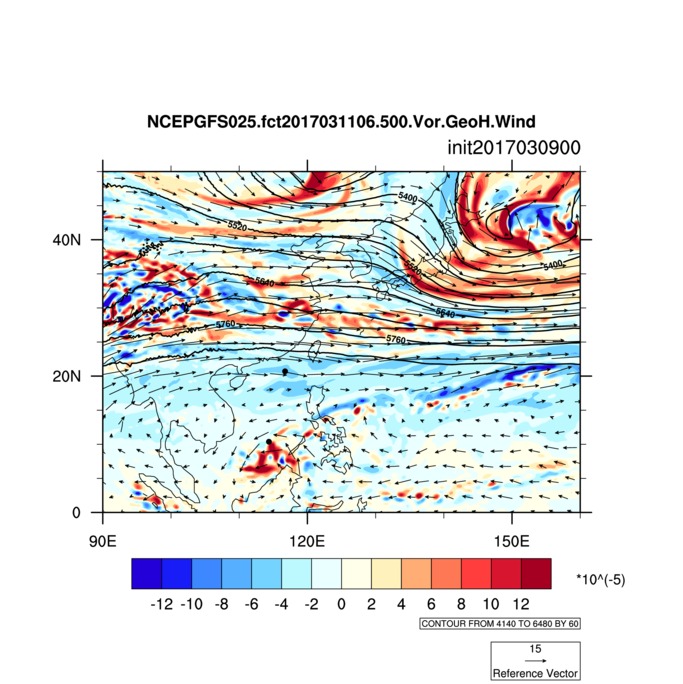 NCEPGFS025.fct2017031106.500.Vor.GeoH.Wind
init2017030900
5400
5520
40N
5400
5640
5640
5760
5760
20N
0
90E 120E 150E
-12 -10 -8 -6 -4 -2 0 2 4 6 8 10 12
*10^(-5)
CONTOUR FROM 4140 TO 6480 BY 60
15
Reference Vector